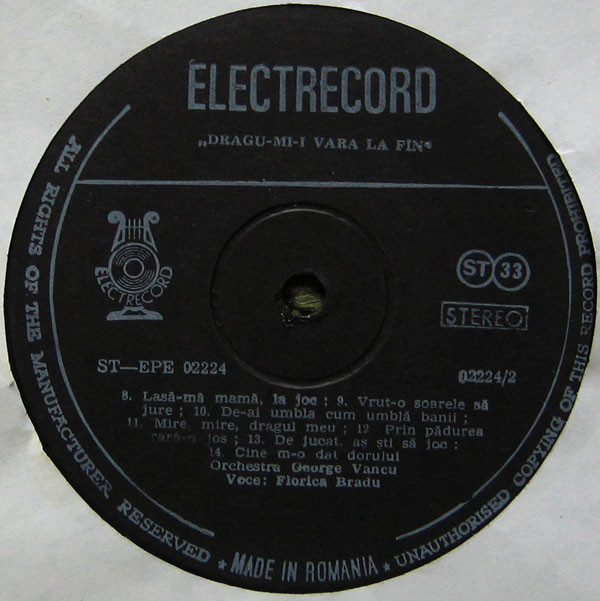 ELECTRECORD
„DRAGU-MI-I VARA LA FÎN“
ELECTRECORD
ST 33
STEREO
ST—EPE 02224
02224/2
8. Lasă-mă mamă, la joc ; 9. Vrut-o soarele să
jure ; 10. De-ai umbla cum umblă banii ;
11. Mire, mire, dragul meu ; 12 Prin pădurea
rară-n jos ; 13. De jucat, aș ști să joc ;
14. Cine m-o dat dorului
Orchestra George Vancu
Voce: Florica Bradu
ALL RIGHTS OF THE MANUFACTURER RESERVED ★ MADE IN ROMANIA ★ UNAUTHORISED COPYING OF THIS RECORD PROHIBITED